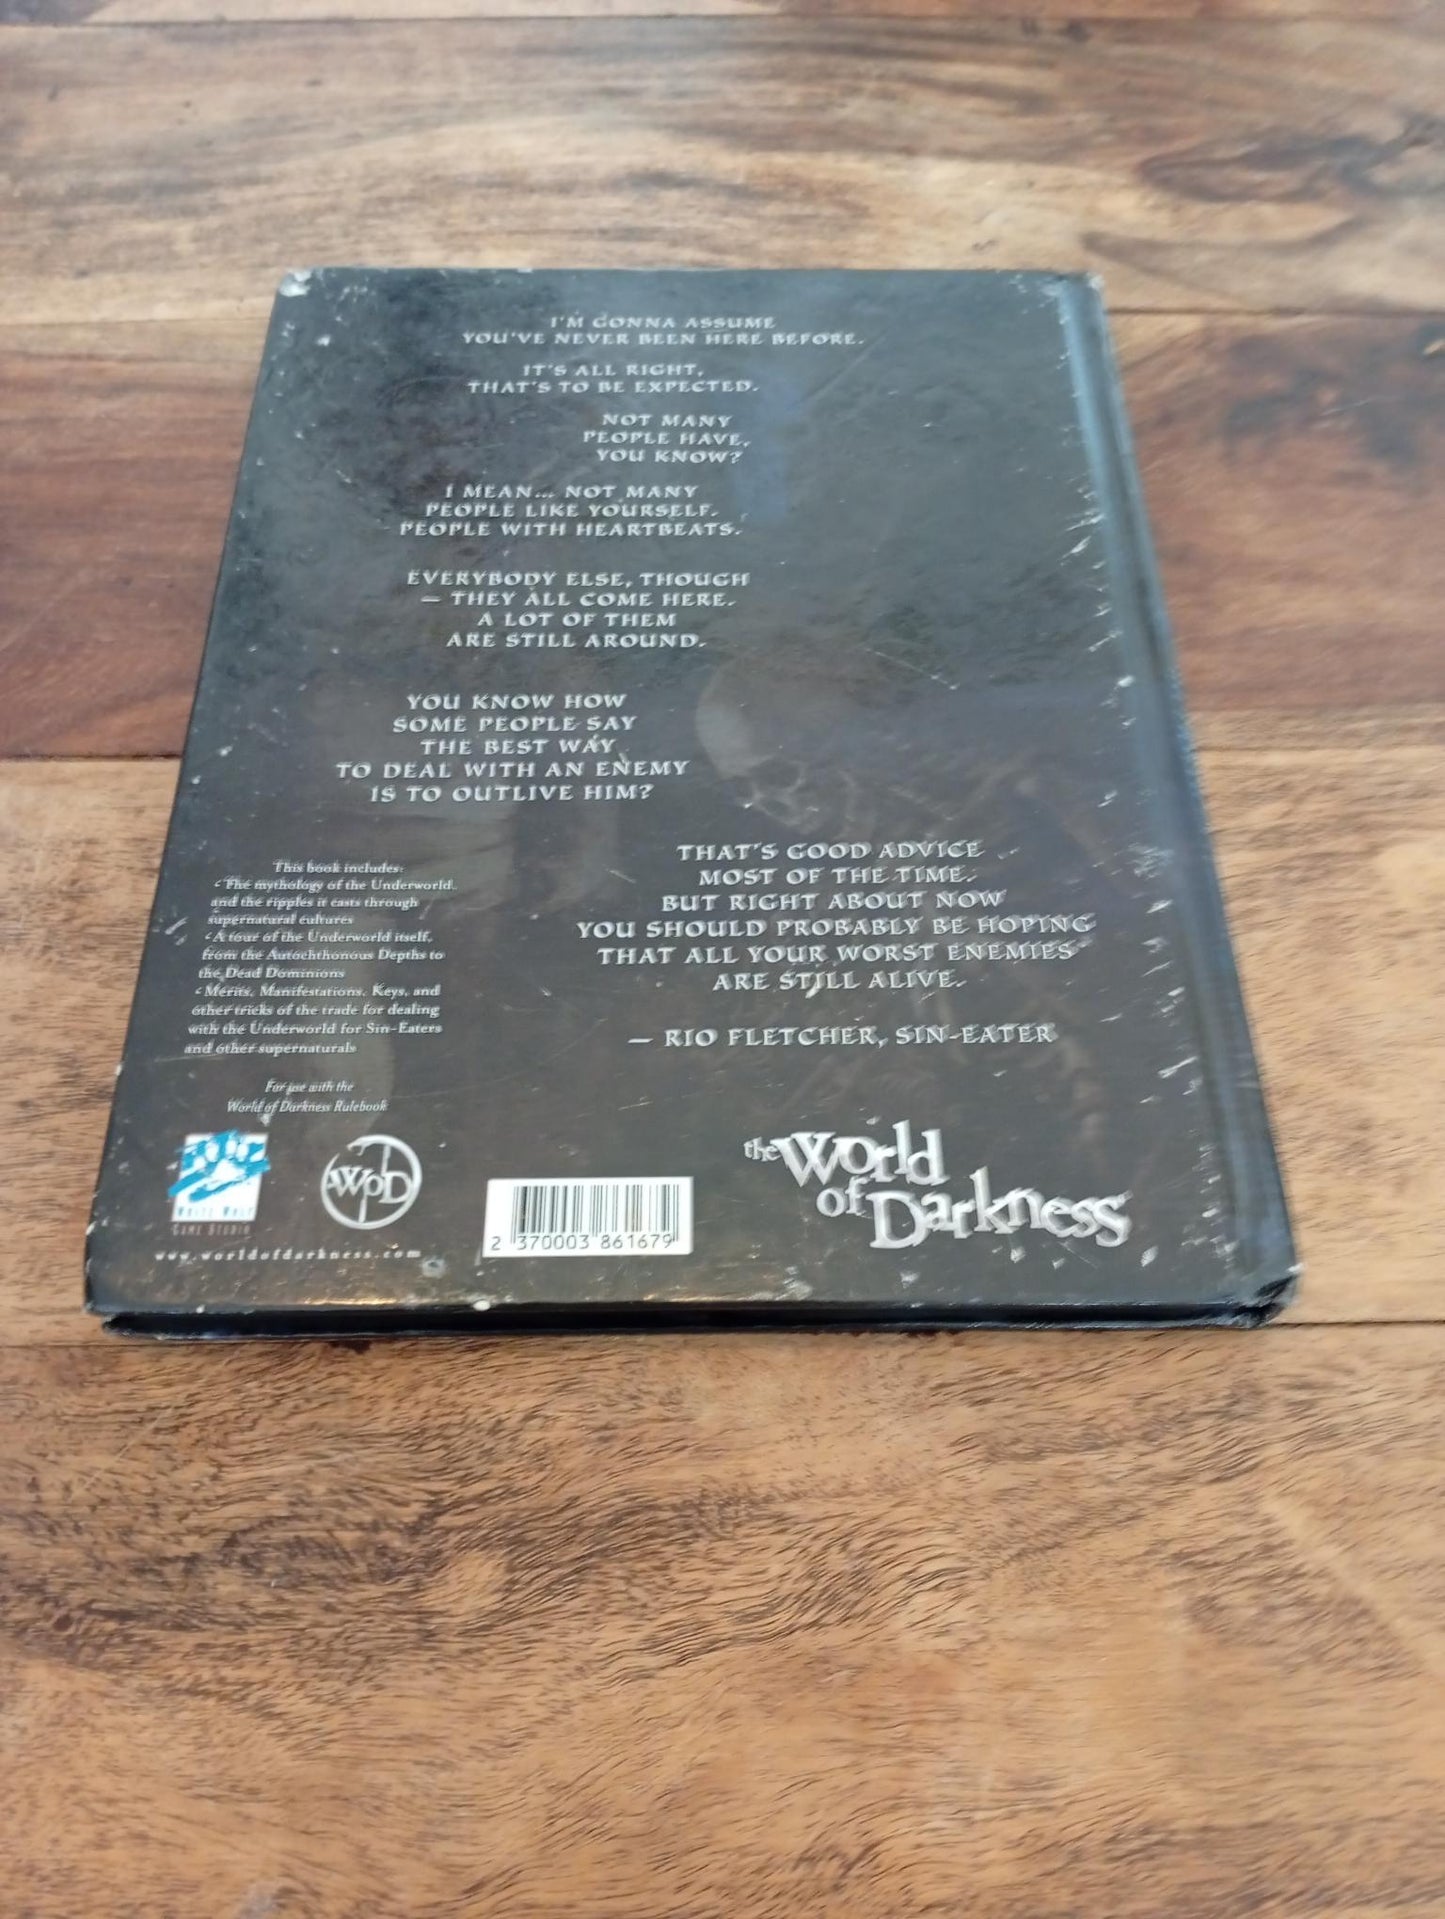 I'M GONNA ASSUME
YOU'VE NEVER BEEN HERE BEFORE.
IT'S ALL RIGHT,
THAT'S TO BE EXPECTED.
NOT MANY
PEOPLE HAVE,
YOU KNOW?
I MEAN... NOT MANY
PEOPLE LIKE YOURSELF.
PEOPLE WITH HEARTBEATS.
EVERYBODY ELSE, THOUGH
— THEY ALL COME HERE.
A LOT OF THEM
ARE STILL AROUND.
YOU KNOW HOW
SOME PEOPLE SAY
THE BEST WAY
TO DEAL WITH AN ENEMY
IS TO OUTLIVE HIM?
THAT'S GOOD ADVICE
MOST OF THE TIME.
BUT RIGHT ABOUT NOW
YOU SHOULD PROBABLY BE HOPING
THAT ALL YOUR WORST ENEMIES
ARE STILL ALIVE.
— RIO FLETCHER, SIN-EATER
This book includes:
• The mythology of the Underworld,
and the ripples it casts through
supernatural cultures
• A tour of the Underworld itself,
from the Autochthonous Depths to
the Dead Dominions
• Merits, Manifestations, Keys, and
other tricks of the trade for dealing
with the Underworld for Sin-Eaters
and other supernaturals
For use with the
World of Darkness Rulebook
WHITE WOLF
GAME STUDIO
www.worldofdarkness.com
WoD
2 370003 861679
the World
of Darkness